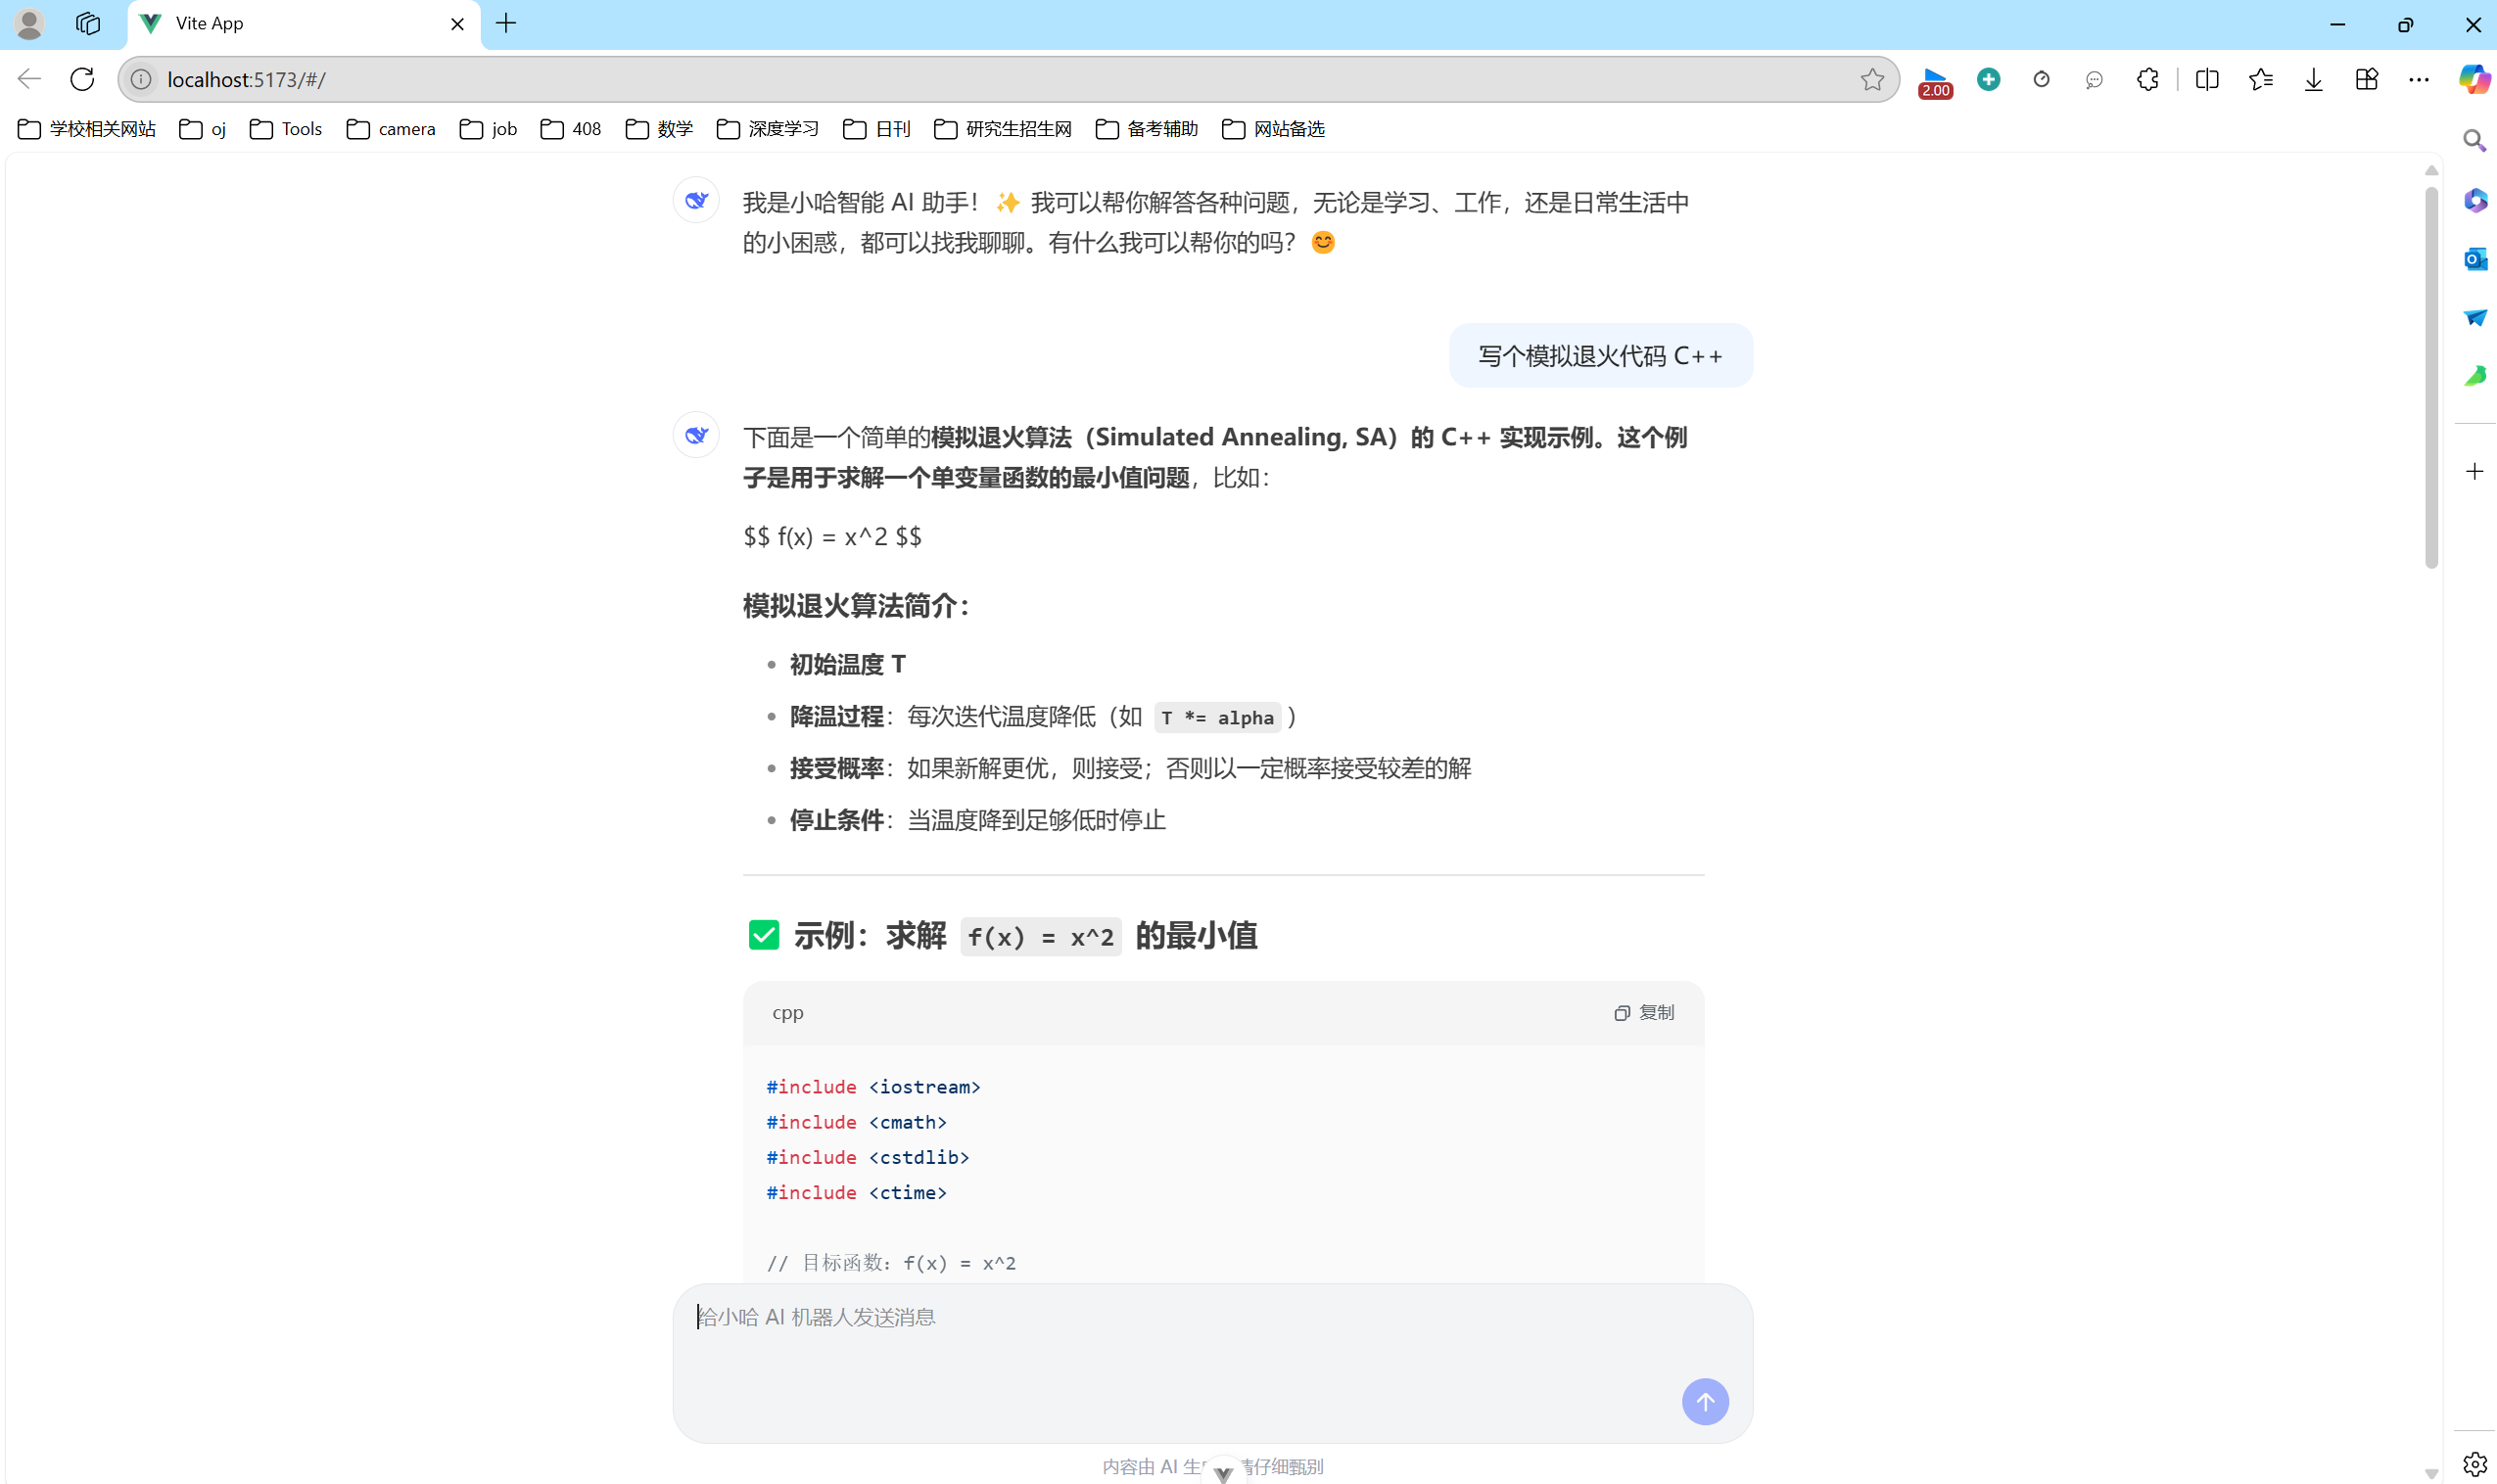 Vite App
localhost:5173/#/
2.00
学校相关网站 oj Tools camera job 408 数学 深度学习 日刊 研究生招生网 备考辅助 网站备选
我是小哈智能 AI 助手！✨ 我可以帮你解答各种问题，无论是学习、工作，还是日常生活中
的小困惑，都可以找我聊聊。有什么我可以帮你的吗？😊
写个模拟退火代码 C++
下面是一个简单的模拟退火算法（Simulated Annealing, SA）的 C++ 实现示例。这个例
子是用于求解一个单变量函数的最小值问题，比如：
$$ f(x) = x^2 $$
模拟退火算法简介：
• 初始温度 T
• 降温过程：每次迭代温度降低（如 T *= alpha ）
• 接受概率：如果新解更优，则接受；否则以一定概率接受较差的解
• 停止条件：当温度降到足够低时停止
✅ 示例：求解 f(x) = x^2 的最小值
cpp 复制
#include <iostream>
#include <cmath>
#include <cstdlib>
#include <ctime>
// 目标函数：f(x) = x^2
给小哈 AI 机器人发送消息
内容由 AI 生 仔细甄别